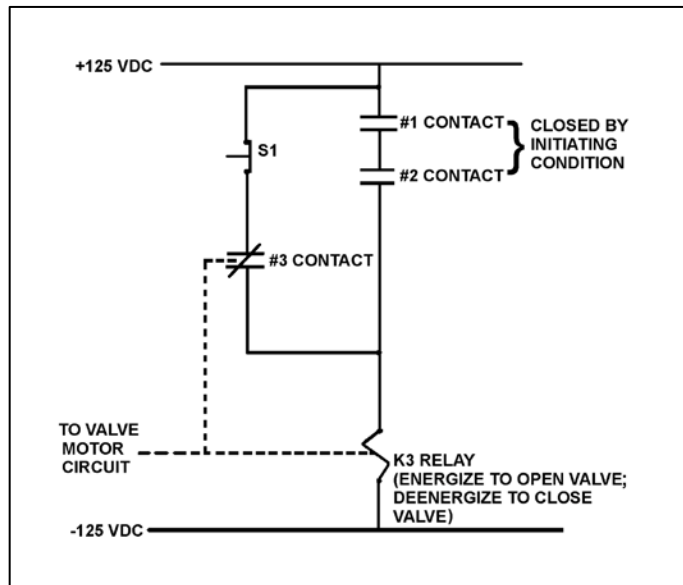 +125 VDC
#1 CONTACT
CLOSED BY
INITIATING
CONDITION
S1
#2 CONTACT
#3 CONTACT
TO VALVE
MOTOR
CIRCUIT
K3 RELAY
(ENERGIZE TO OPEN VALVE;
DEENERGIZE TO CLOSE
VALVE)
-125 VDC